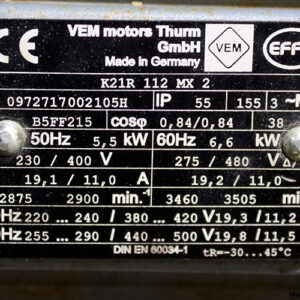 VEM motors Thurm
GmbH
Made in Germany
CE
VEM
EFF
K21R 112 MX 2
0972717002105H IP 55 155 3~
B5FF215 cosφ 0,84/0,84 38
50Hz 5,5 kW 60Hz 6,6 kW
230 / 400 V 275 / 480 V
19,1 / 11,0 A 19,2 / 11,0
2875 2900 min⁻¹ 3460 3505 min
Hz 220 ... 240 / 380 ... 420 V 19,3 / 11,2
Hz 255 ... 290 / 440 ... 500 V 19,8 / 11,5
DIN EN 60034-1 tR=-30...45°C